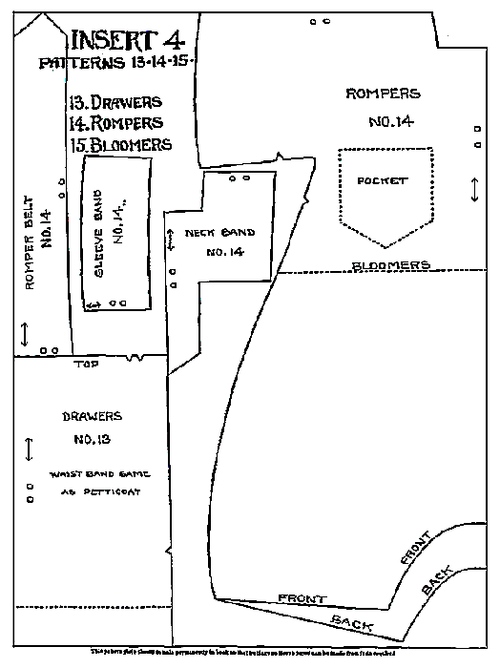 INSERT 4
PATTERNS 13-14-15-
13. DRAWERS
14. ROMPERS
15. BLOOMERS
ROMPERS
NO.14
POCKET
BLOOMERS
ROMPER BELT
NO.14
SLEEVE BAND
NO.14
NECK BAND
NO.14
TOP
DRAWERS
NO.13
WAIST BAND SAME
AS PETTICOAT
FRONT
BACK
FRONT
BACK